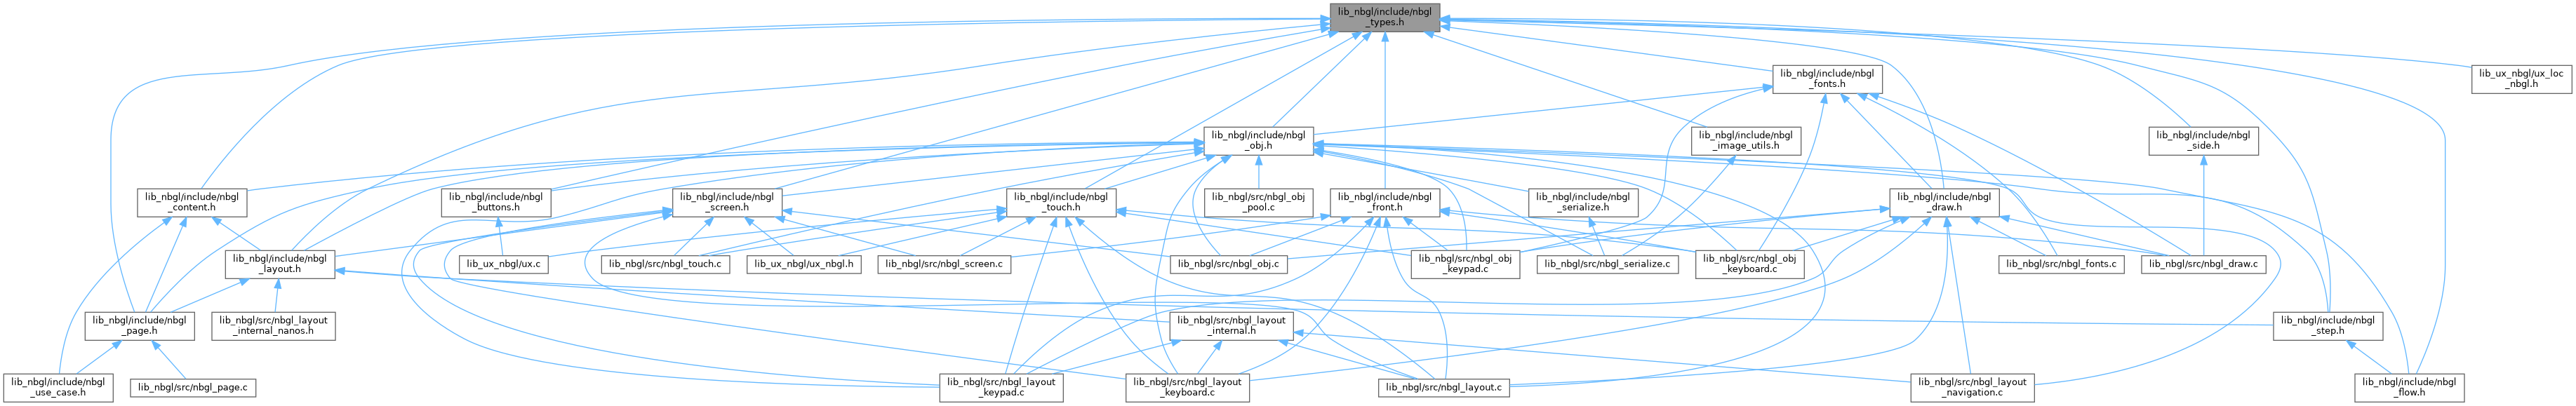 lib_nbgl/include/nbgl
_types.h
lib_nbgl/include/nbgl
_fonts.h
lib_ux_nbgl/ux_loc
_nbgl.h
lib_nbgl/include/nbgl
_obj.h
lib_nbgl/include/nbgl
_image_utils.h
lib_nbgl/include/nbgl
_side.h
lib_nbgl/include/nbgl
_content.h
lib_nbgl/include/nbgl
_buttons.h
lib_nbgl/include/nbgl
_screen.h
lib_nbgl/include/nbgl
_touch.h
lib_nbgl/src/nbgl_obj
_pool.c
lib_nbgl/include/nbgl
_front.h
lib_nbgl/include/nbgl
_serialize.h
lib_nbgl/include/nbgl
_draw.h
lib_nbgl/include/nbgl
_layout.h
lib_ux_nbgl/ux.c
lib_nbgl/src/nbgl_touch.c
lib_ux_nbgl/ux_nbgl.h
lib_nbgl/src/nbgl_screen.c
lib_nbgl/src/nbgl_obj.c
lib_nbgl/src/nbgl_obj
_keypad.c
lib_nbgl/src/nbgl_serialize.c
lib_nbgl/src/nbgl_obj
_keyboard.c
lib_nbgl/src/nbgl_fonts.c
lib_nbgl/src/nbgl_draw.c
lib_nbgl/include/nbgl
_page.h
lib_nbgl/src/nbgl_layout
_internal_nanos.h
lib_nbgl/src/nbgl_layout
_internal.h
lib_nbgl/include/nbgl
_step.h
lib_nbgl/include/nbgl
_use_case.h
lib_nbgl/src/nbgl_page.c
lib_nbgl/src/nbgl_layout
_keypad.c
lib_nbgl/src/nbgl_layout
_keyboard.c
lib_nbgl/src/nbgl_layout.c
lib_nbgl/src/nbgl_layout
_navigation.c
lib_nbgl/include/nbgl
_flow.h